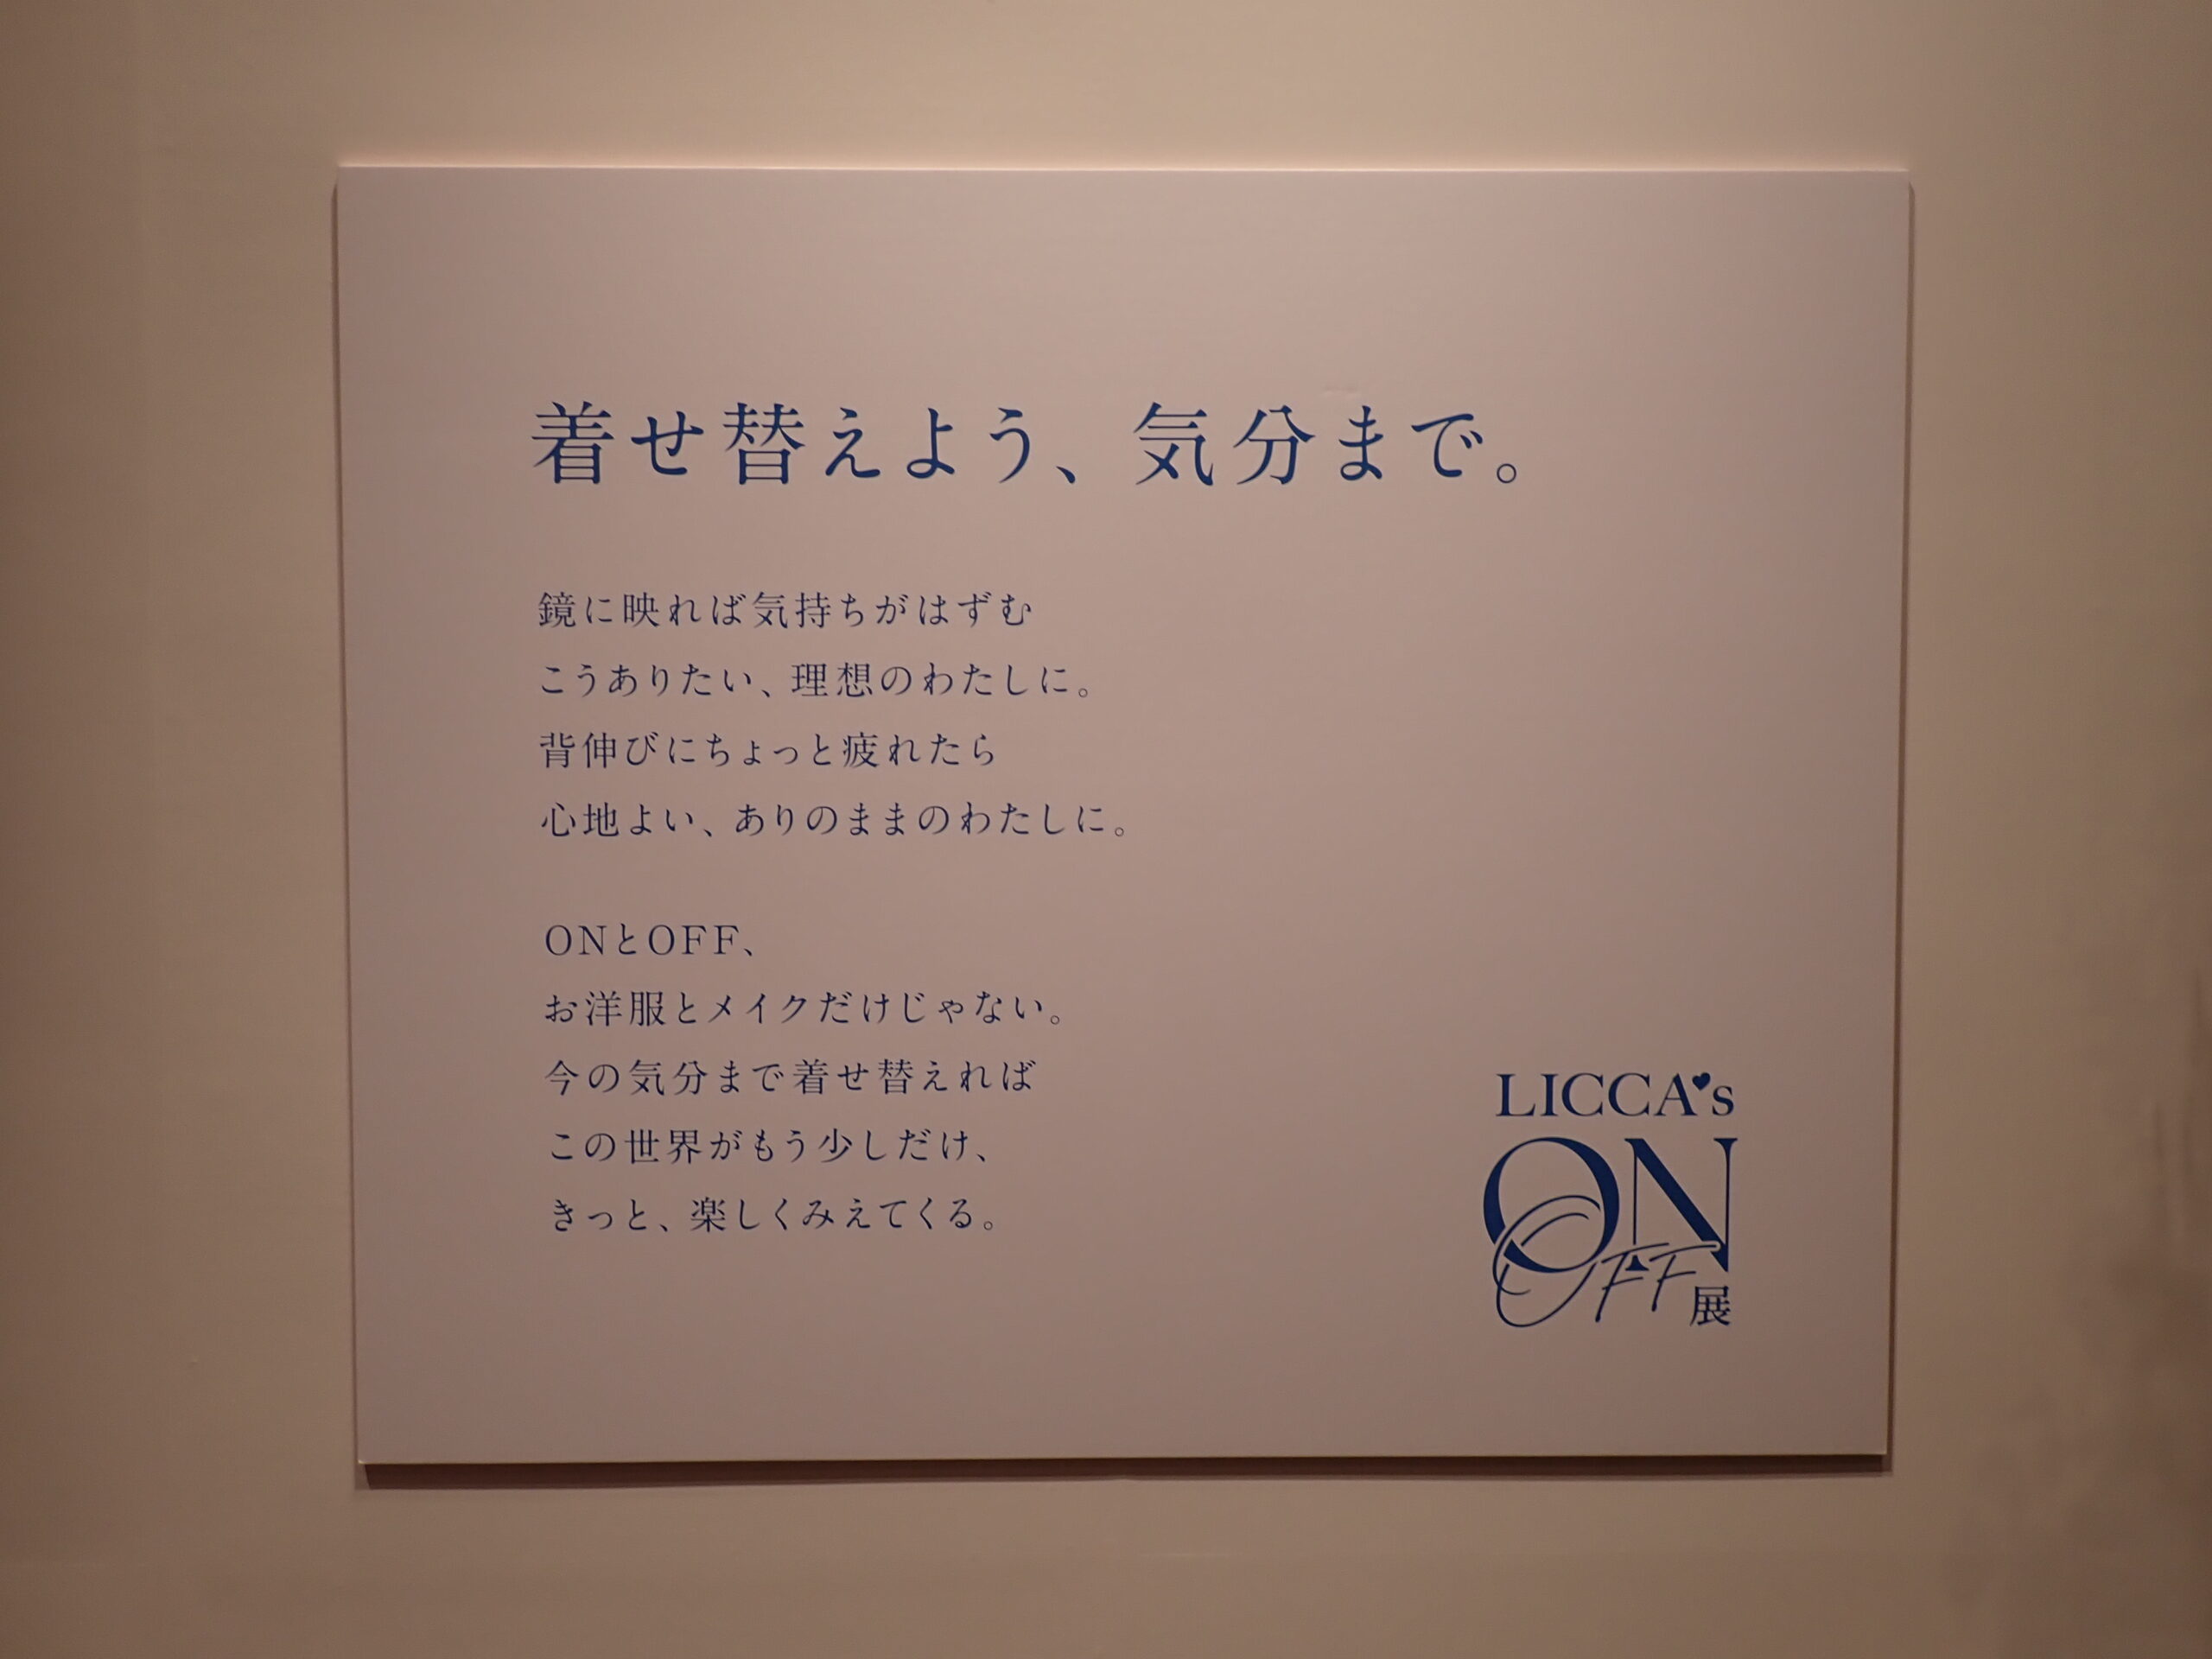 着せ替えよう、気分まで。
鏡に映れば気持ちがはずむ
こうありたい、理想のわたしに。
背伸びにちょっと疲れたら
心地よい、ありのままのわたしに。
ONとOFF、
お洋服とメイクだけじゃない。
今の気分まで着せ替えれば
この世界がもう少しだけ、
きっと、楽しくみえてくる。
LICCA♥s
ON
OFF展